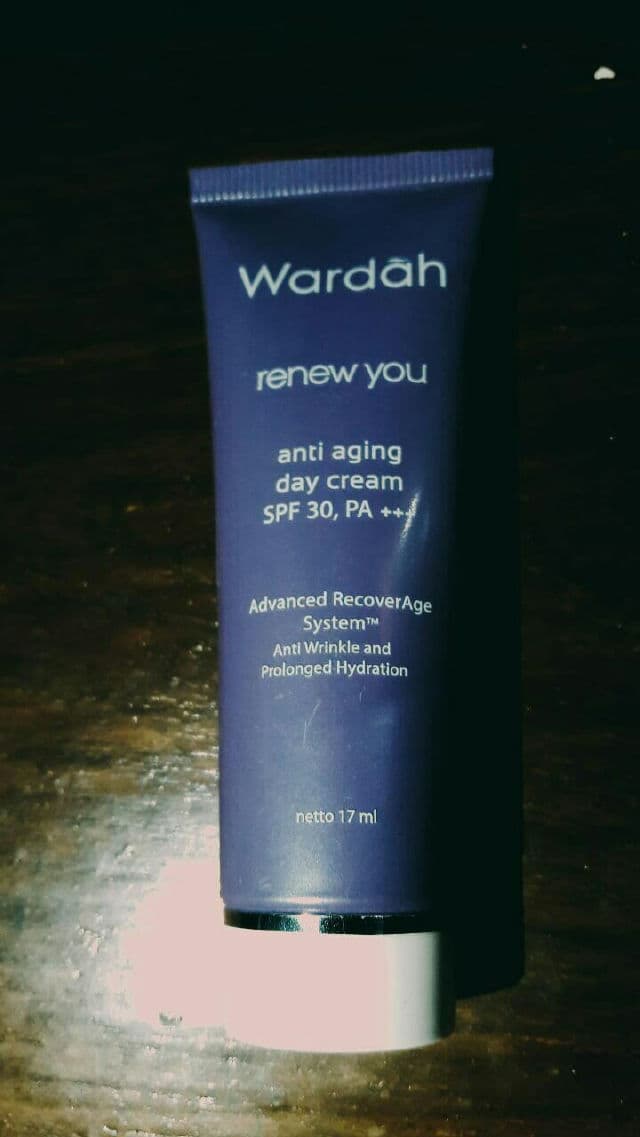 Wardāh
renew you
anti aging
day cream
SPF 30, PA +++
Advanced RecoverAge
System™
Anti Wrinkle and
Prolonged Hydration
netto 17 ml